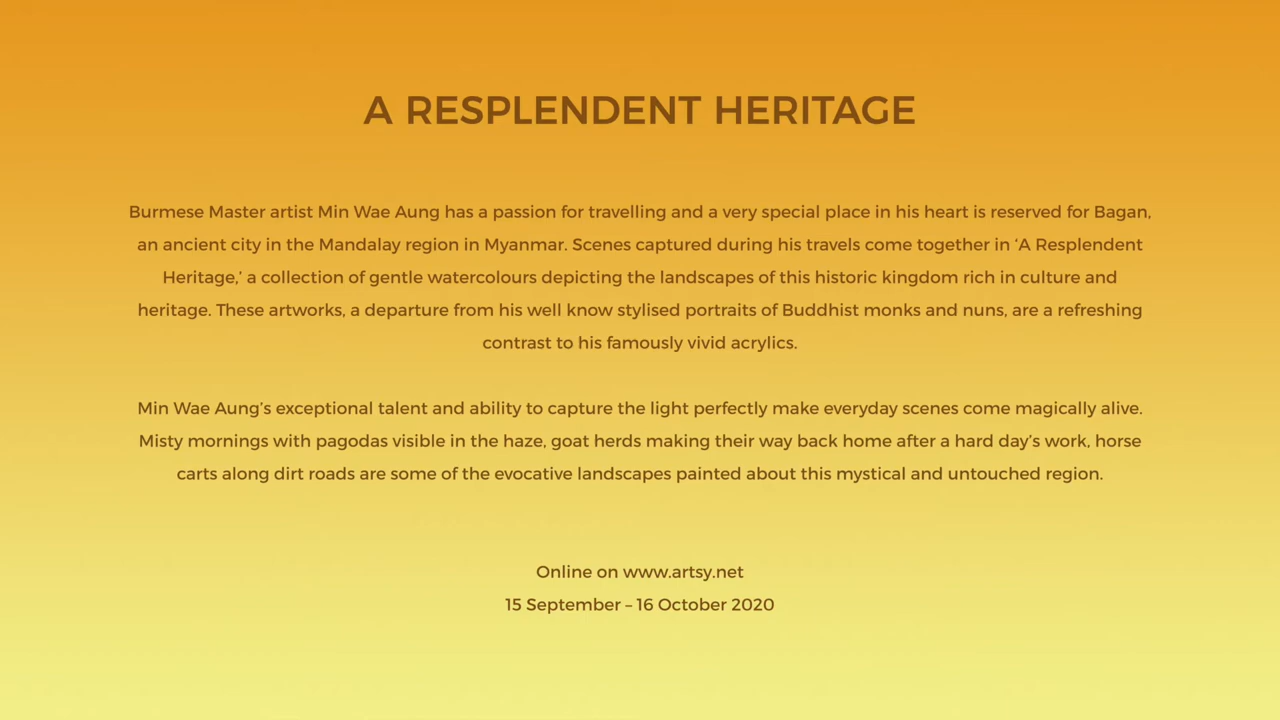 A RESPLENDENT HERITAGE
Burmese Master artist Min Wae Aung has a passion for travelling and a very special place in his heart is reserved for Bagan,
an ancient city in the Mandalay region in Myanmar. Scenes captured during his travels come together in ‘A Resplendent
Heritage,’ a collection of gentle watercolours depicting the landscapes of this historic kingdom rich in culture and
heritage. These artworks, a departure from his well know stylised portraits of Buddhist monks and nuns, are a refreshing
contrast to his famously vivid acrylics.
Min Wae Aung’s exceptional talent and ability to capture the light perfectly make everyday scenes come magically alive.
Misty mornings with pagodas visible in the haze, goat herds making their way back home after a hard day’s work, horse
carts along dirt roads are some of the evocative landscapes painted about this mystical and untouched region.
Online on www.artsy.net
15 September – 16 October 2020